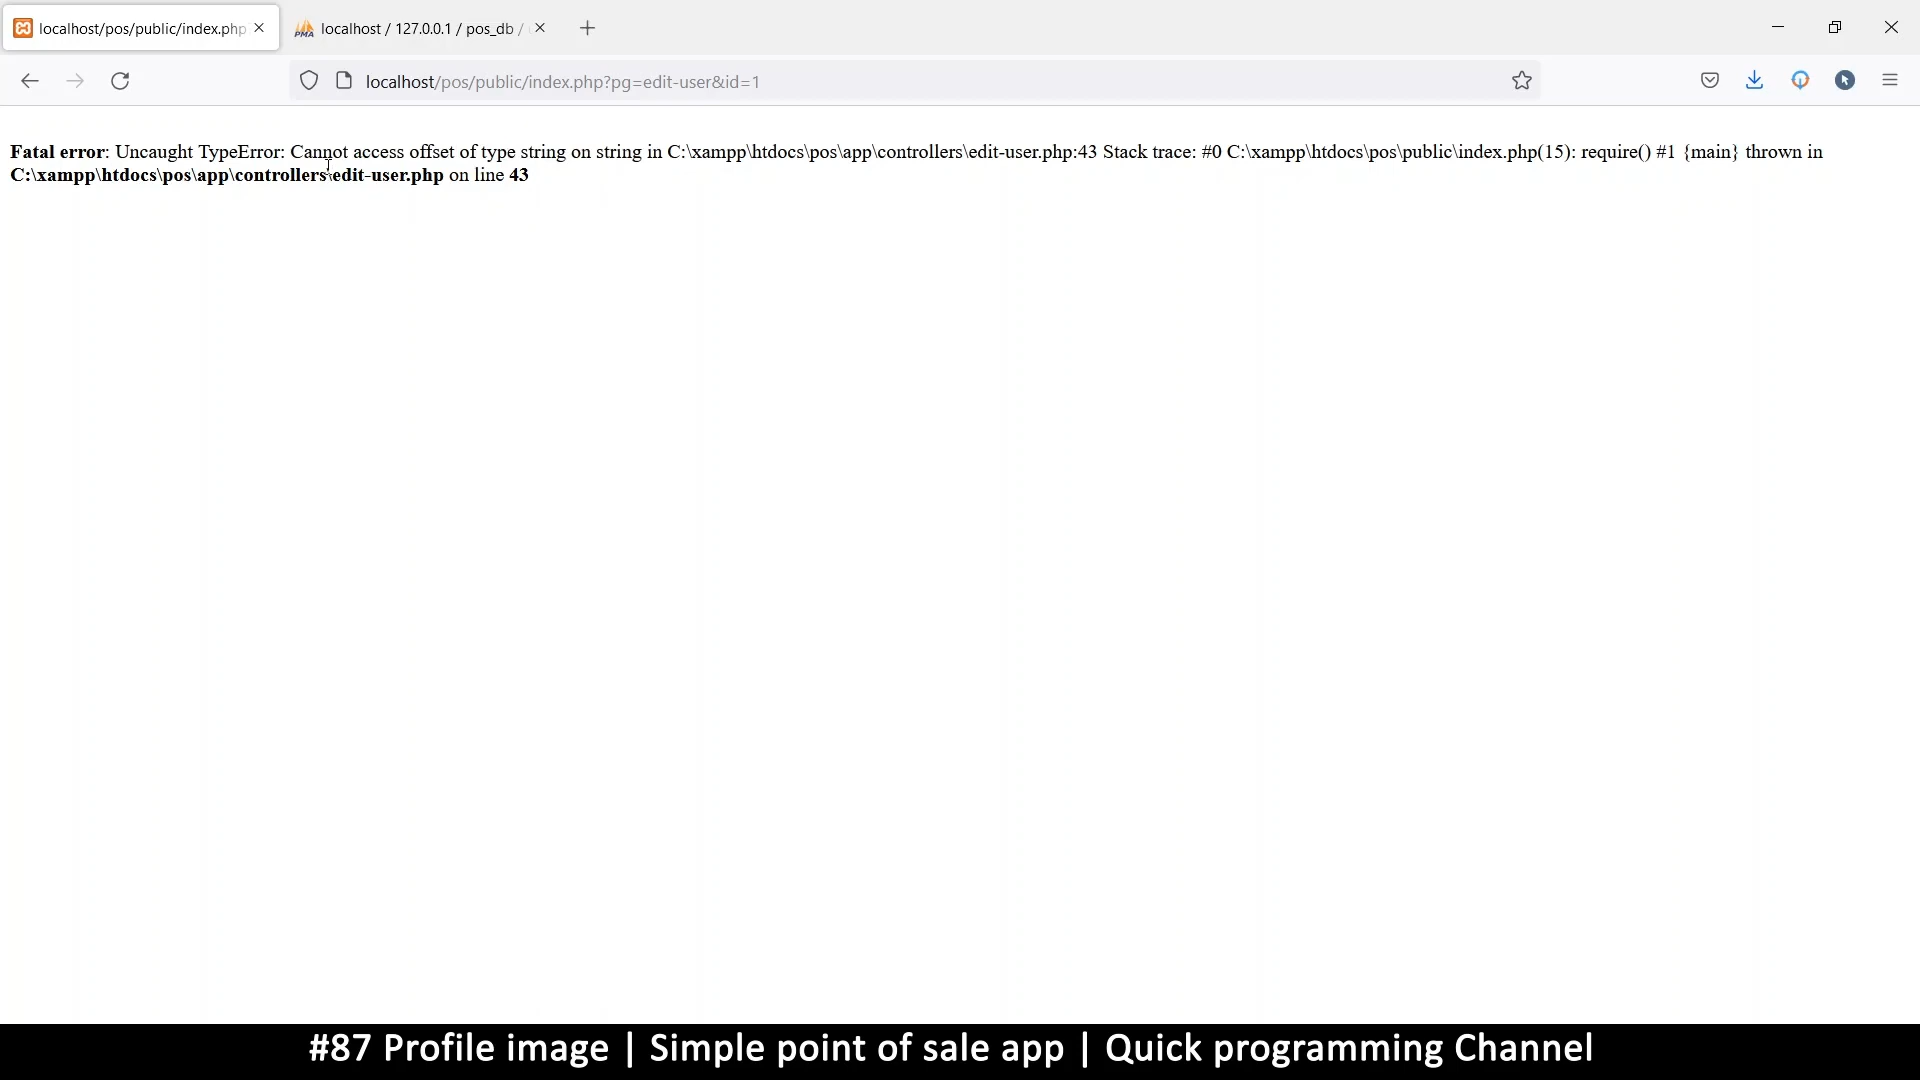 localhost/pos/public/index.php
localhost / 127.0.0.1 / pos_db /
localhost/pos/public/index.php?pg=edit-user&id=1
Fatal error: Uncaught TypeError: Cannot access offset of type string on string in C:\xampp\htdocs\pos\app\controllers\edit-user.php:43 Stack trace: #0 C:\xampp\htdocs\pos\public\index.php(15): require() #1 {main} thrown in
C:\xampp\htdocs\pos\app\controllers\edit-user.php on line 43
#87 Profile image | Simple point of sale app | Quick programming Channel